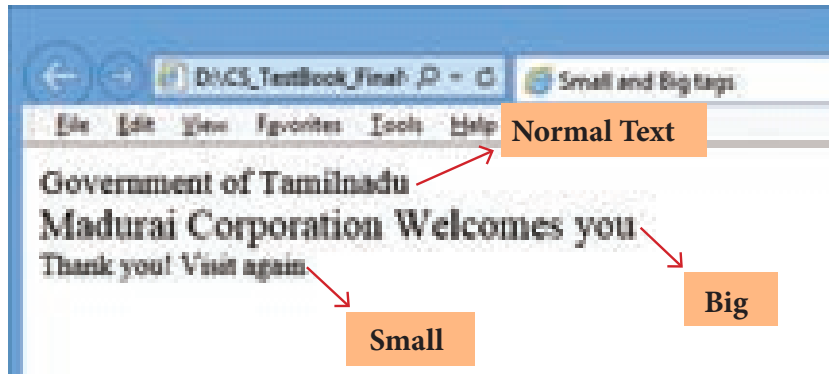 D:\CS_TextBook_Final\ Small and Big tags
File Edit View Favorites Tools Help
Normal Text
Government of Tamilnadu
Madurai Corporation Welcomes you
Thank you! Visit again
Big
Small